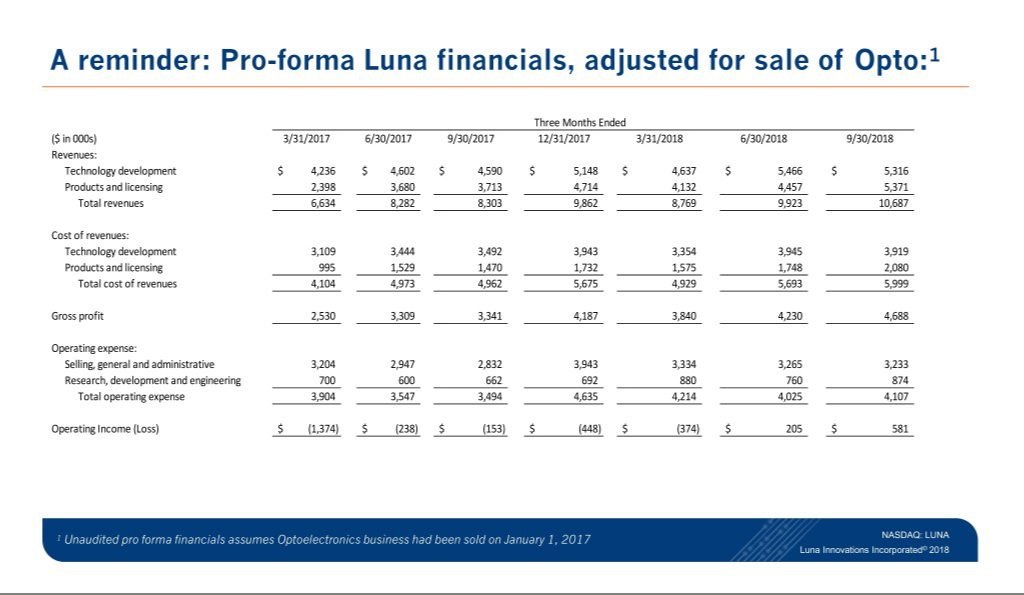 A reminder: Pro-forma Luna financials, adjusted for sale of Opto:¹
Three Months Ended
($ in 000s) 3/31/2017 6/30/2017 9/30/2017 12/31/2017 3/31/2018 6/30/2018 9/30/2018
Revenues:
Technology development $ 4,236 $ 4,602 $ 4,590 $ 5,148 $ 4,637 $ 5,466 $ 5,316
Products and licensing 2,398 3,680 3,713 4,714 4,132 4,457 5,371
Total revenues 6,634 8,282 8,303 9,862 8,769 9,923 10,687
Cost of revenues:
Technology development 3,109 3,444 3,492 3,943 3,354 3,945 3,919
Products and licensing 995 1,529 1,470 1,732 1,575 1,748 2,080
Total cost of revenues 4,104 4,973 4,962 5,675 4,929 5,693 5,999
Gross profit 2,530 3,309 3,341 4,187 3,840 4,230 4,688
Operating expense:
Selling, general and administrative 3,204 2,947 2,832 3,943 3,334 3,265 3,233
Research, development and engineering 700 600 662 692 880 760 874
Total operating expense 3,904 3,547 3,494 4,635 4,214 4,025 4,107
Operating Income (Loss) $ (1,374) $ (238) $ (153) $ (448) $ (374) $ 205 $ 581
¹ Unaudited pro forma financials assumes Optoelectronics business had been sold on January 1, 2017
NASDAQ: LUNA
Luna Innovations Incorporated© 2018